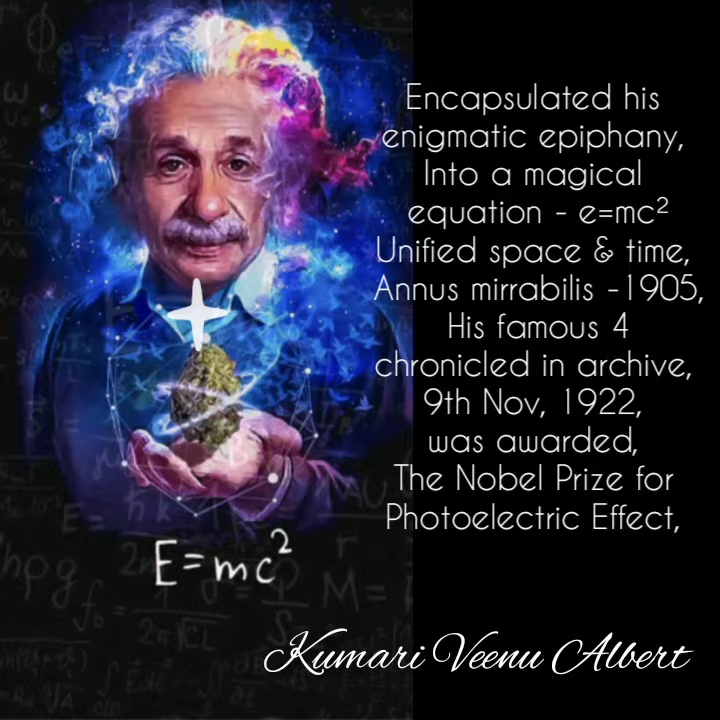 Encapsulated his
enigmatic epiphany,
Into a magical
equation - e=mc²
Unified space & time,
Annus mirrabilis -1905,
His famous 4
chronicled in archive,
9th Nov, 1922,
was awarded,
The Nobel Prize for
Photoelectric Effect,
E=mc²
Kumari Veenu Albert